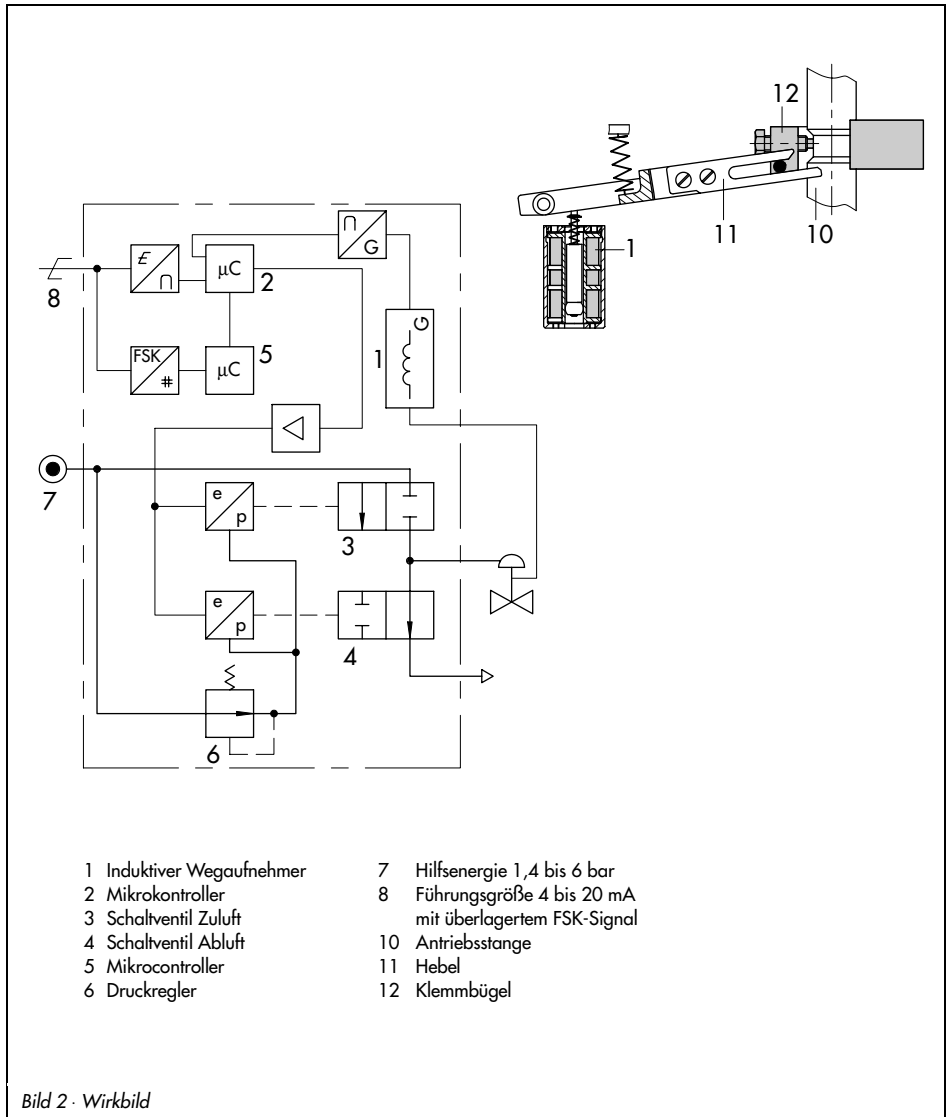 12
11
10
1
8
E
⊓
μC
2
⊓
G
FSK
#
μC
5
1
G
7
e
p
3
e
p
4
6
1 Induktiver Wegaufnehmer
2 Mikrokontroller
3 Schaltventil Zuluft
4 Schaltventil Abluft
5 Mikrocontroller
6 Druckregler
7 Hilfsenergie 1,4 bis 6 bar
8 Führungsgröße 4 bis 20 mA
mit überlagertem FSK-Signal
10 Antriebsstange
11 Hebel
12 Klemmbügel
Bild 2 · Wirkbild